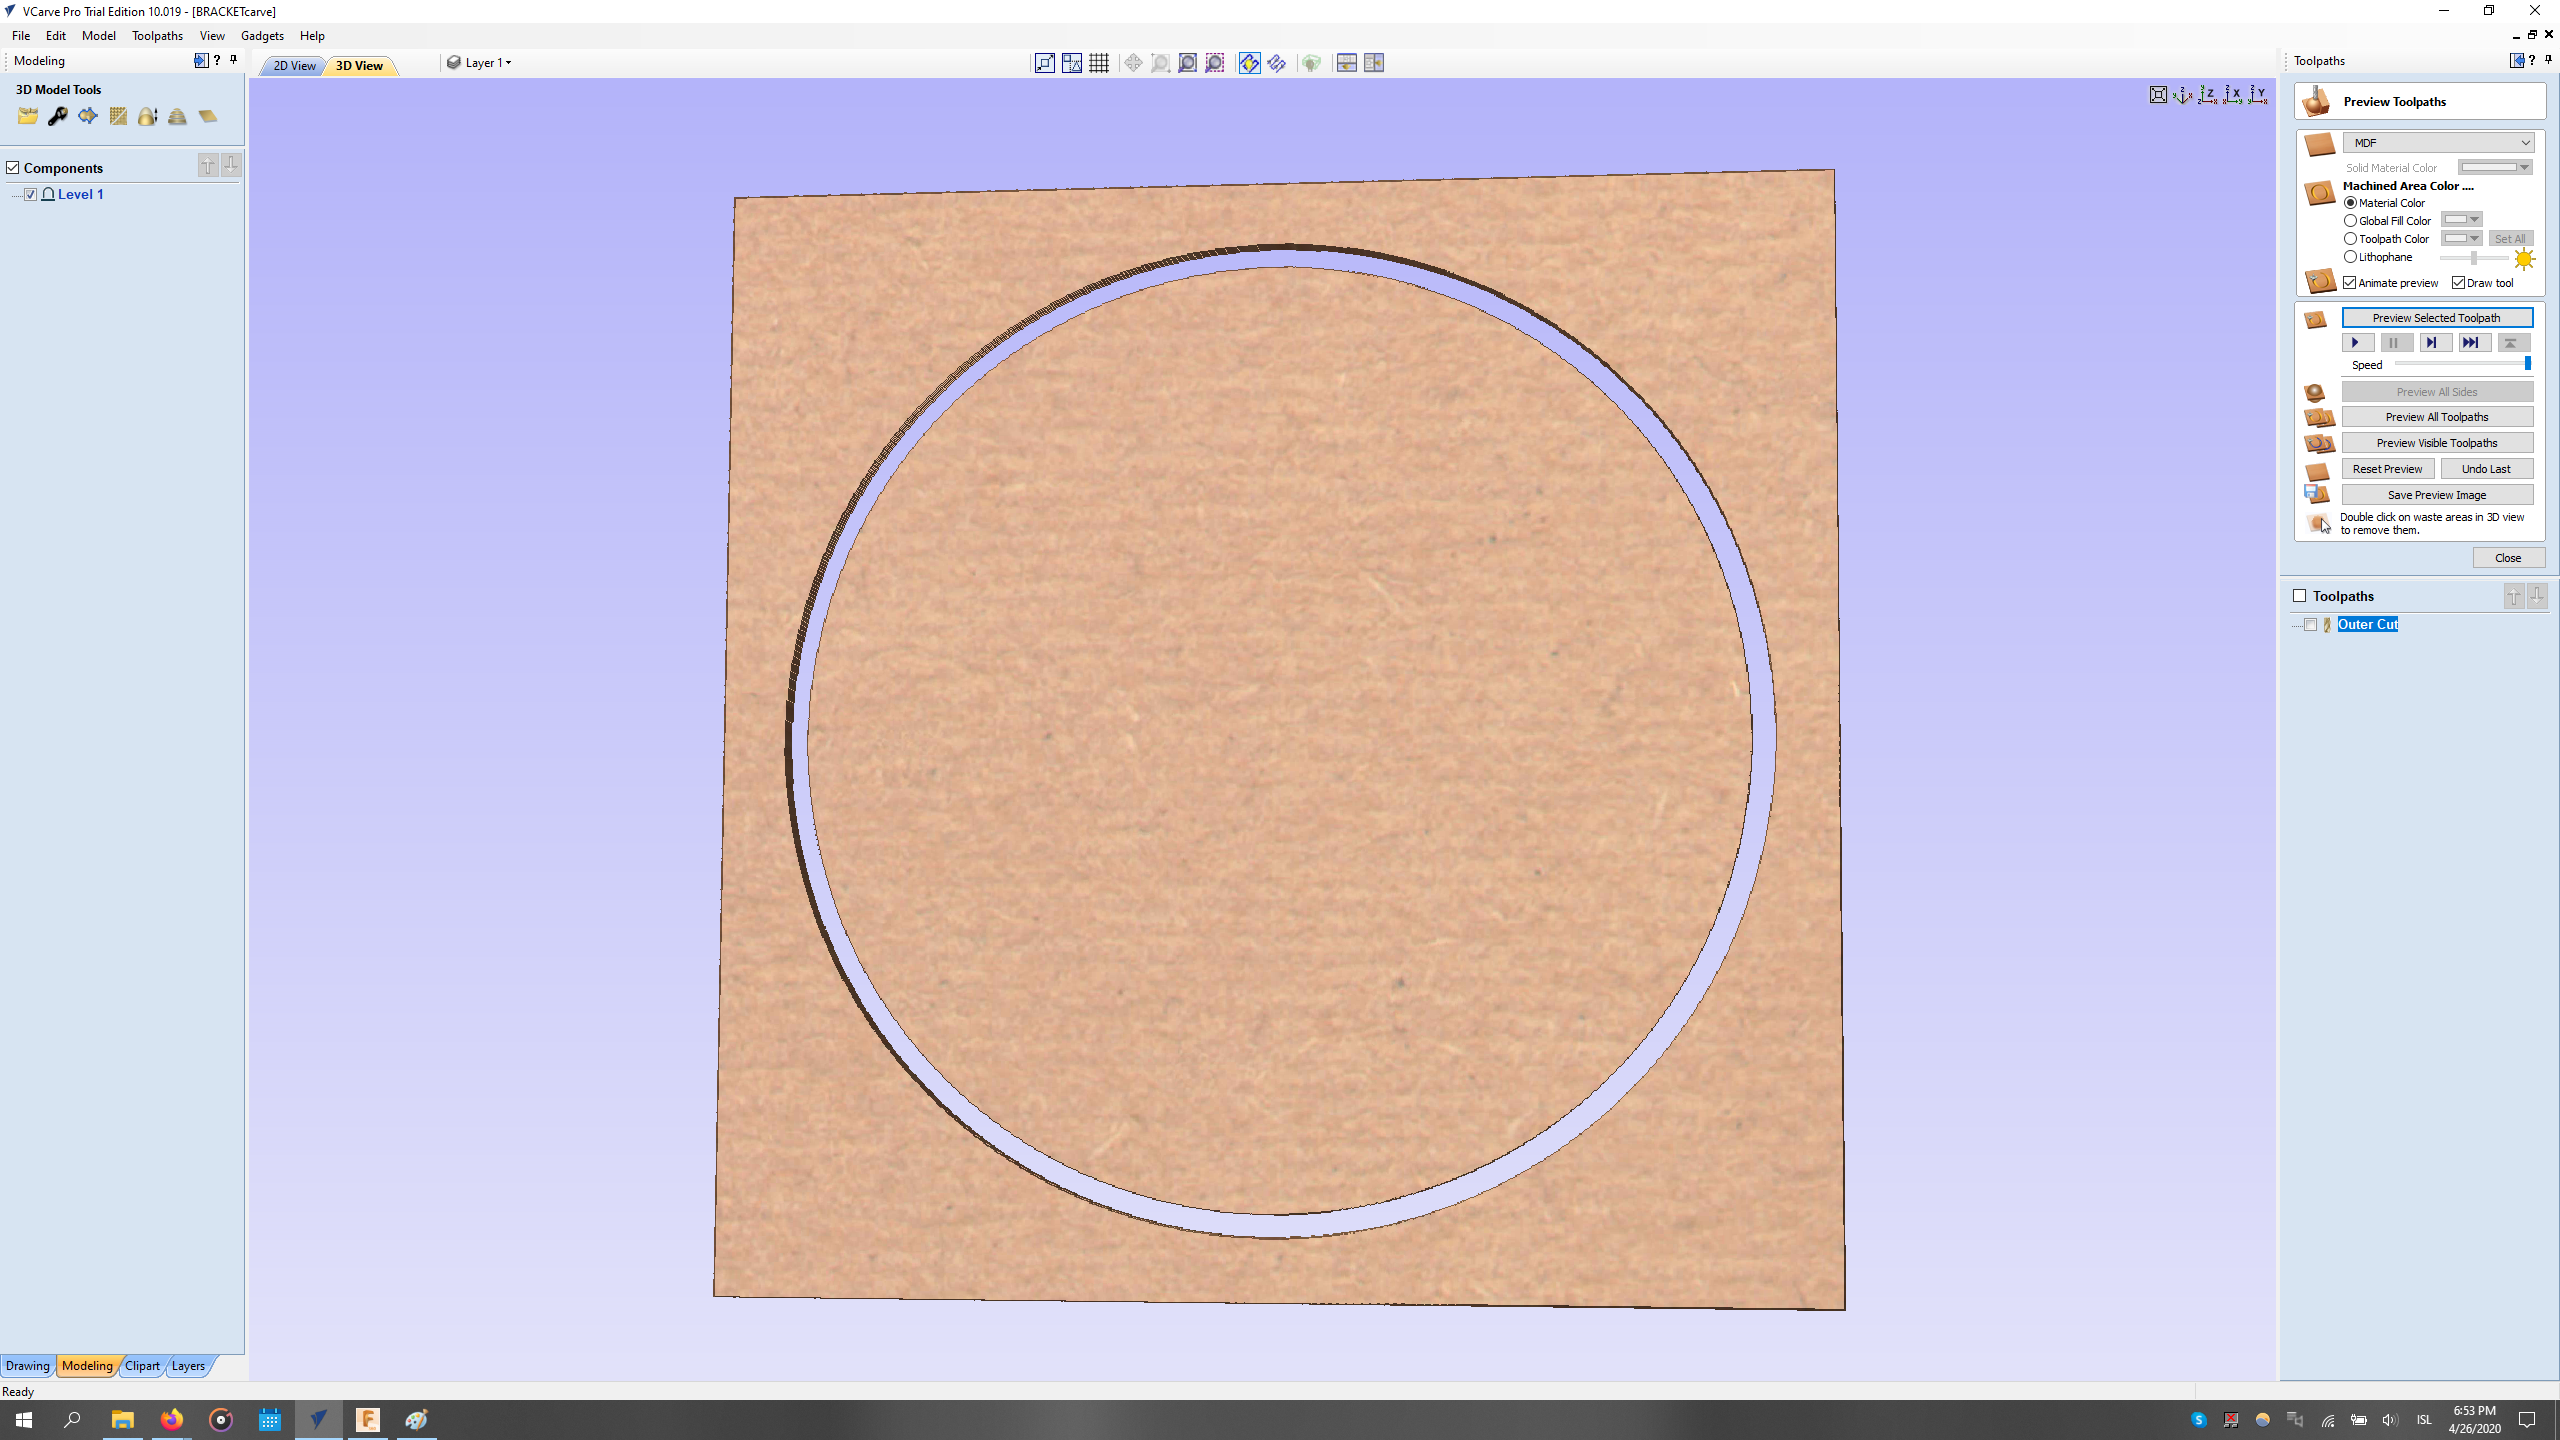 VCarve Pro Trial Edition 10.019 - [BRACKETcarve]
File Edit Model Toolpaths View Gadgets Help
Modeling
?
2D View
3D View
Layer 1
Toolpaths
?
3D Model Tools
Components
Level 1
Preview Toolpaths
MDF
Solid Material Color
Machined Area Color ....
Material Color
Global Fill Color
Toolpath Color
Set All
Lithophane
Animate preview
Draw tool
Preview Selected Toolpath
Speed
Preview All Sides
Preview All Toolpaths
Preview Visible Toolpaths
Reset Preview
Undo Last
Save Preview Image
Double click on waste areas in 3D view
to remove them.
Close
Toolpaths
Outer Cut
Drawing
Modeling
Clipart
Layers
Ready
ISL
6:53 PM
4/26/2020